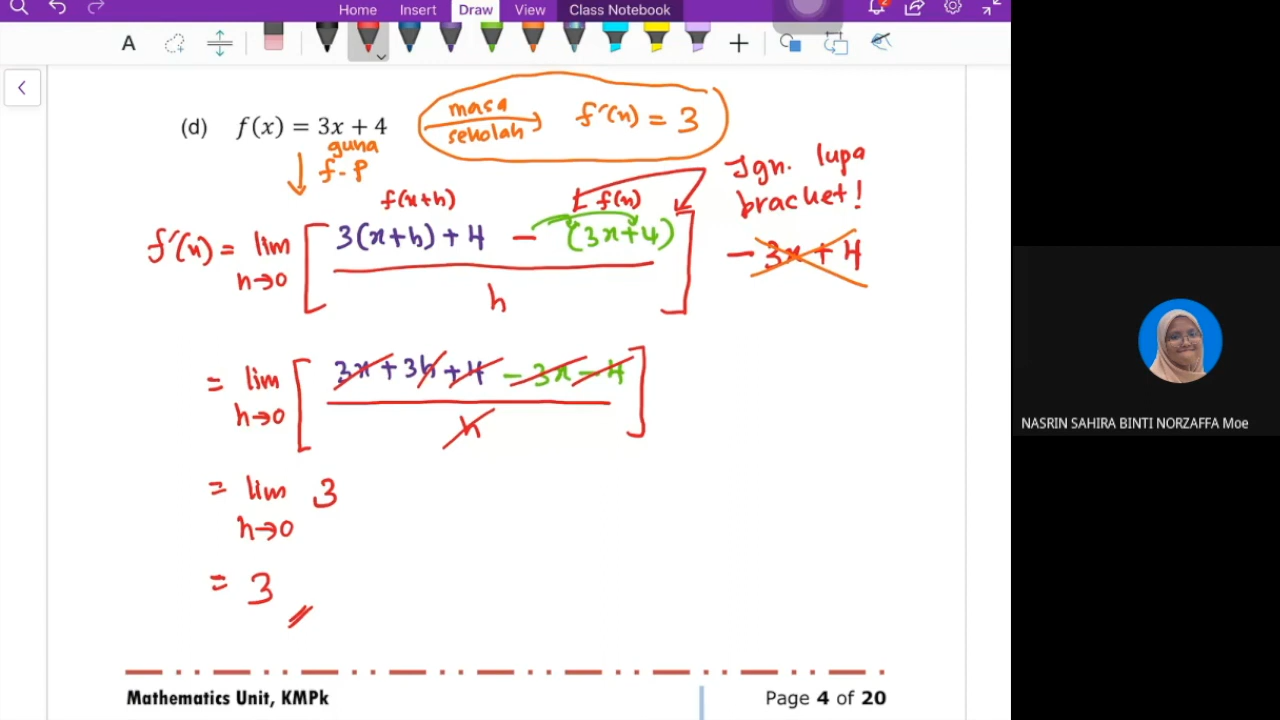 Home Insert Draw View Class Notebook
2
A
(d) f(x) = 3x + 4
masa
sekolah
f'(x) = 3
guna
f-P
Jgn. lupa
bracket!
f(x+h) f(x)
f'(x) = lim h→0 [ 3(x+h)+4 - (3x+4) / h ]
- 3x + 4
= lim h→0 [ 3x + 3h + 4 - 3x - 4 / h ]
= lim h→0 3
= 3
NASRIN SAHIRA BINTI NORZAFFA Moe
Mathematics Unit, KMPk
Page 4 of 20